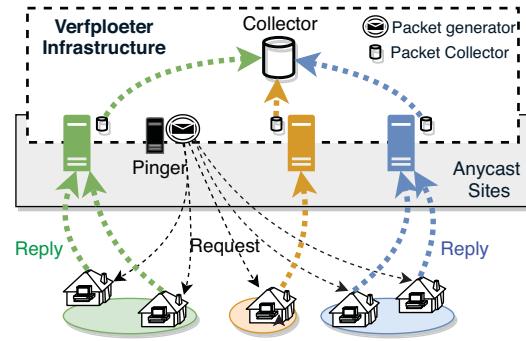 Verfploeter
Infrastructure
Collector
Packet generator
Packet Collector
Pinger
Anycast
Sites
Reply
Request
Reply